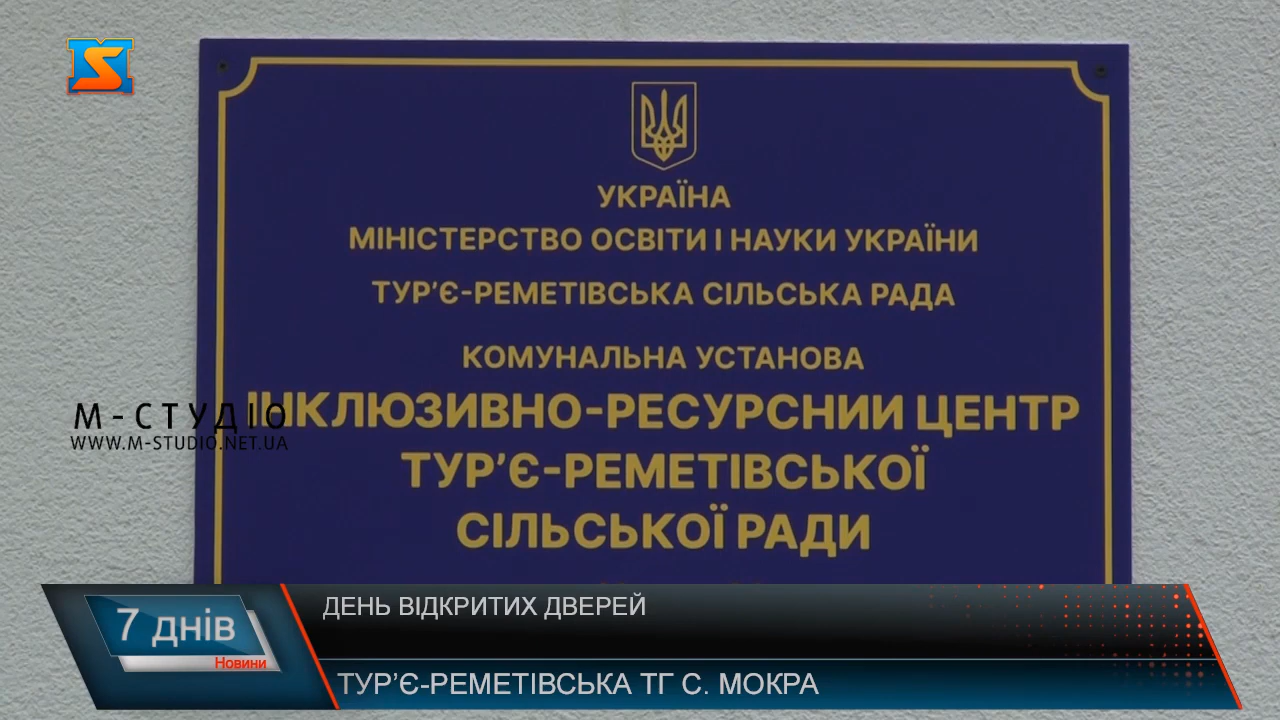 УКРАЇНА
МІНІСТЕРСТВО ОСВІТИ І НАУКИ УКРАЇНИ
ТУР'Є-РЕМЕТІВСЬКА СІЛЬСЬКА РАДА
КОМУНАЛЬНА УСТАНОВА
ІНКЛЮЗИВНО-РЕСУРСНИЙ ЦЕНТР
ТУР'Є-РЕМЕТІВСЬКОЇ
СІЛЬСЬКОЇ РАДИ
М-СТУДІО
WWW.M-STUDIO.NET.UA
7 днів
Новини
ДЕНЬ ВІДКРИТИХ ДВЕРЕЙ
ТУР'Є-РЕМЕТІВСЬКА ТГ С. МОКРА